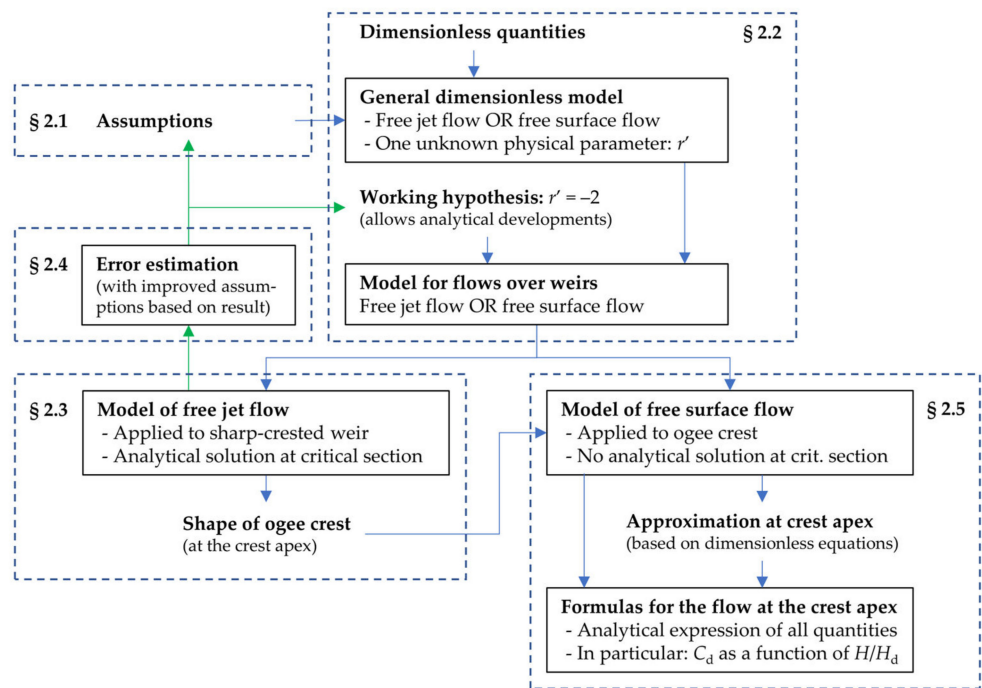 Dimensionless quantities
§ 2.2
General dimensionless model
- Free jet flow OR free surface flow
- One unknown physical parameter: r’
§ 2.1 Assumptions
Working hypothesis: r’ = –2
(allows analytical developments)
§ 2.4 Error estimation
(with improved assum-
ptions based on result)
Model for flows over weirs
Free jet flow OR free surface flow
§ 2.3 Model of free jet flow
- Applied to sharp-crested weir
- Analytical solution at critical section
Shape of ogee crest
(at the crest apex)
Model of free surface flow
§ 2.5
- Applied to ogee crest
- No analytical solution at crit. section
Approximation at crest apex
(based on dimensionless equations)
Formulas for the flow at the crest apex
- Analytical expression of all quantities
- In particular: Cd as a function of H/Hd